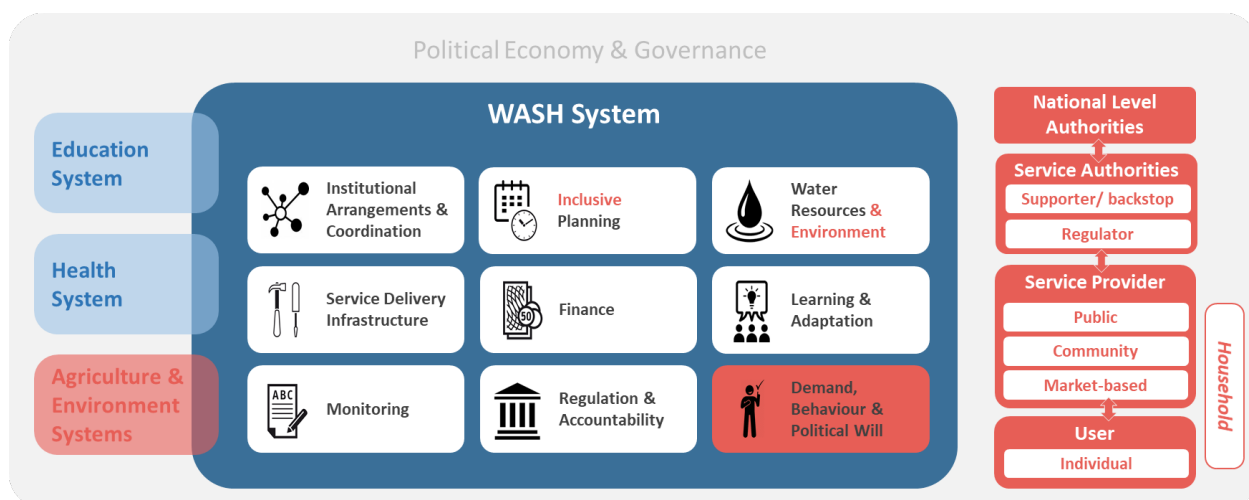 Political Economy & Governance
WASH System
Education
System
Health
System
Agriculture &
Environment
Systems
Institutional
Arrangements &
Coordination
Inclusive
Planning
Water
Resources &
Environment
Service Delivery
Infrastructure
50
Finance
Learning &
Adaptation
ABC
Monitoring
Regulation &
Accountability
Demand,
Behaviour &
Political Will
National Level
Authorities
Service Authorities
Supporter/ backstop
Regulator
Service Provider
Public
Community
Market-based
User
Individual
Household